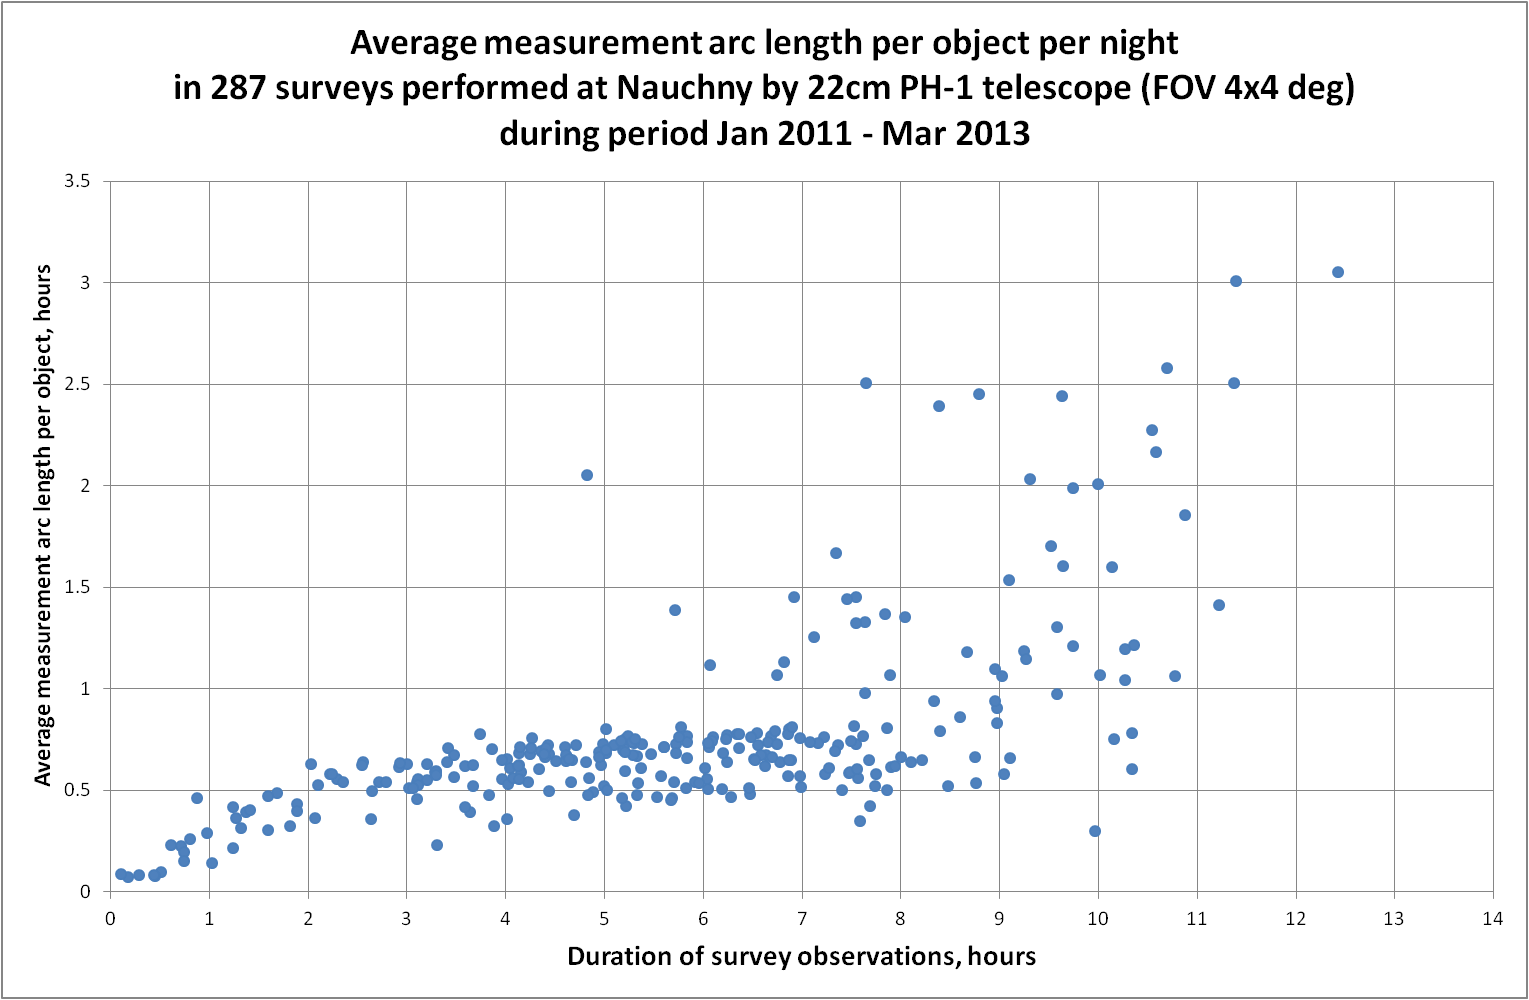 Average measurement arc length per object per night
in 287 surveys performed at Nauchny by 22cm PH-1 telescope (FOV 4x4 deg)
during period Jan 2011 - Mar 2013
Average measurement arc length per object, hours
3.5
3
2.5
2
1.5
1
0.5
0
0 1 2 3 4 5 6 7 8 9 10 11 12 13 14
Duration of survey observations, hours